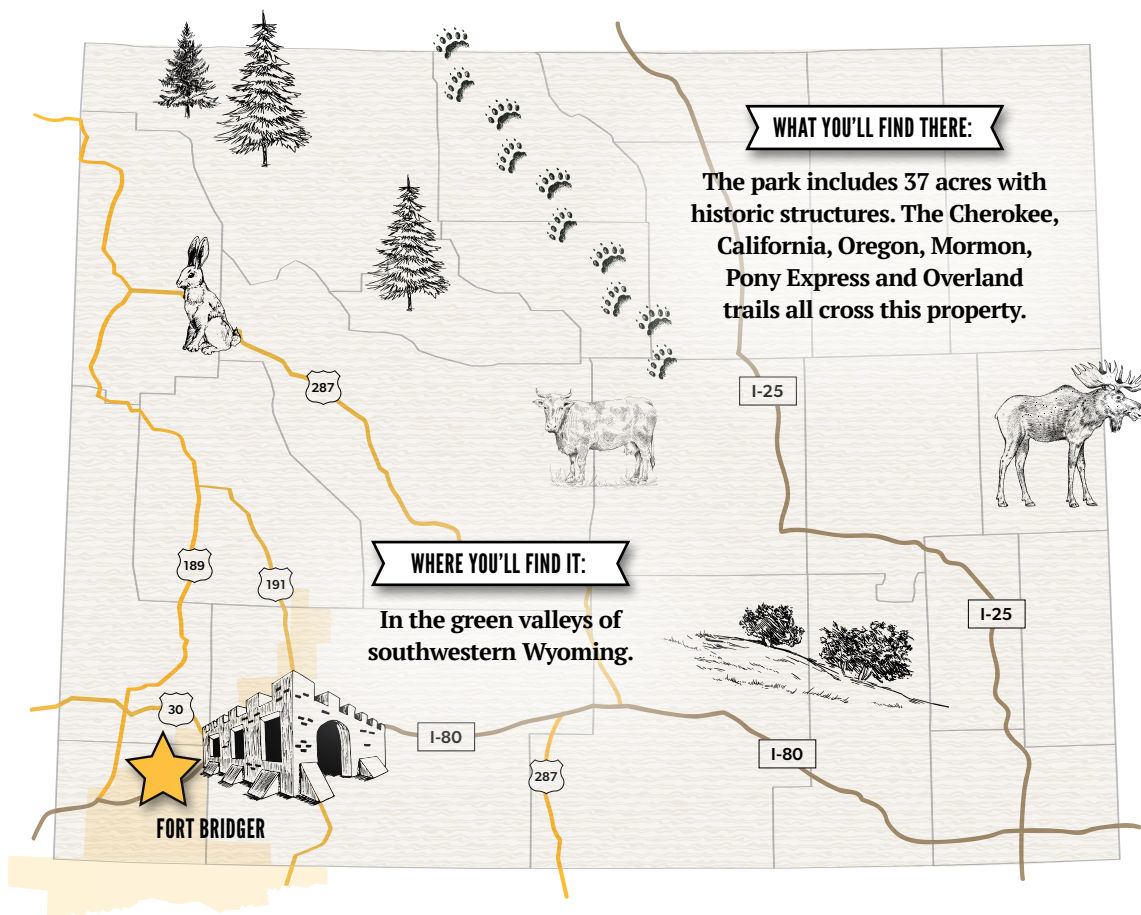 WHAT YOU'LL FIND THERE:
The park includes 37 acres with
historic structures. The Cherokee,
California, Oregon, Mormon,
Pony Express and Overland
trails all cross this property.
287
I-25
WHERE YOU'LL FIND IT:
In the green valleys of
southwestern Wyoming.
189
191
I-25
30
I-80
I-80
287
FORT BRIDGER